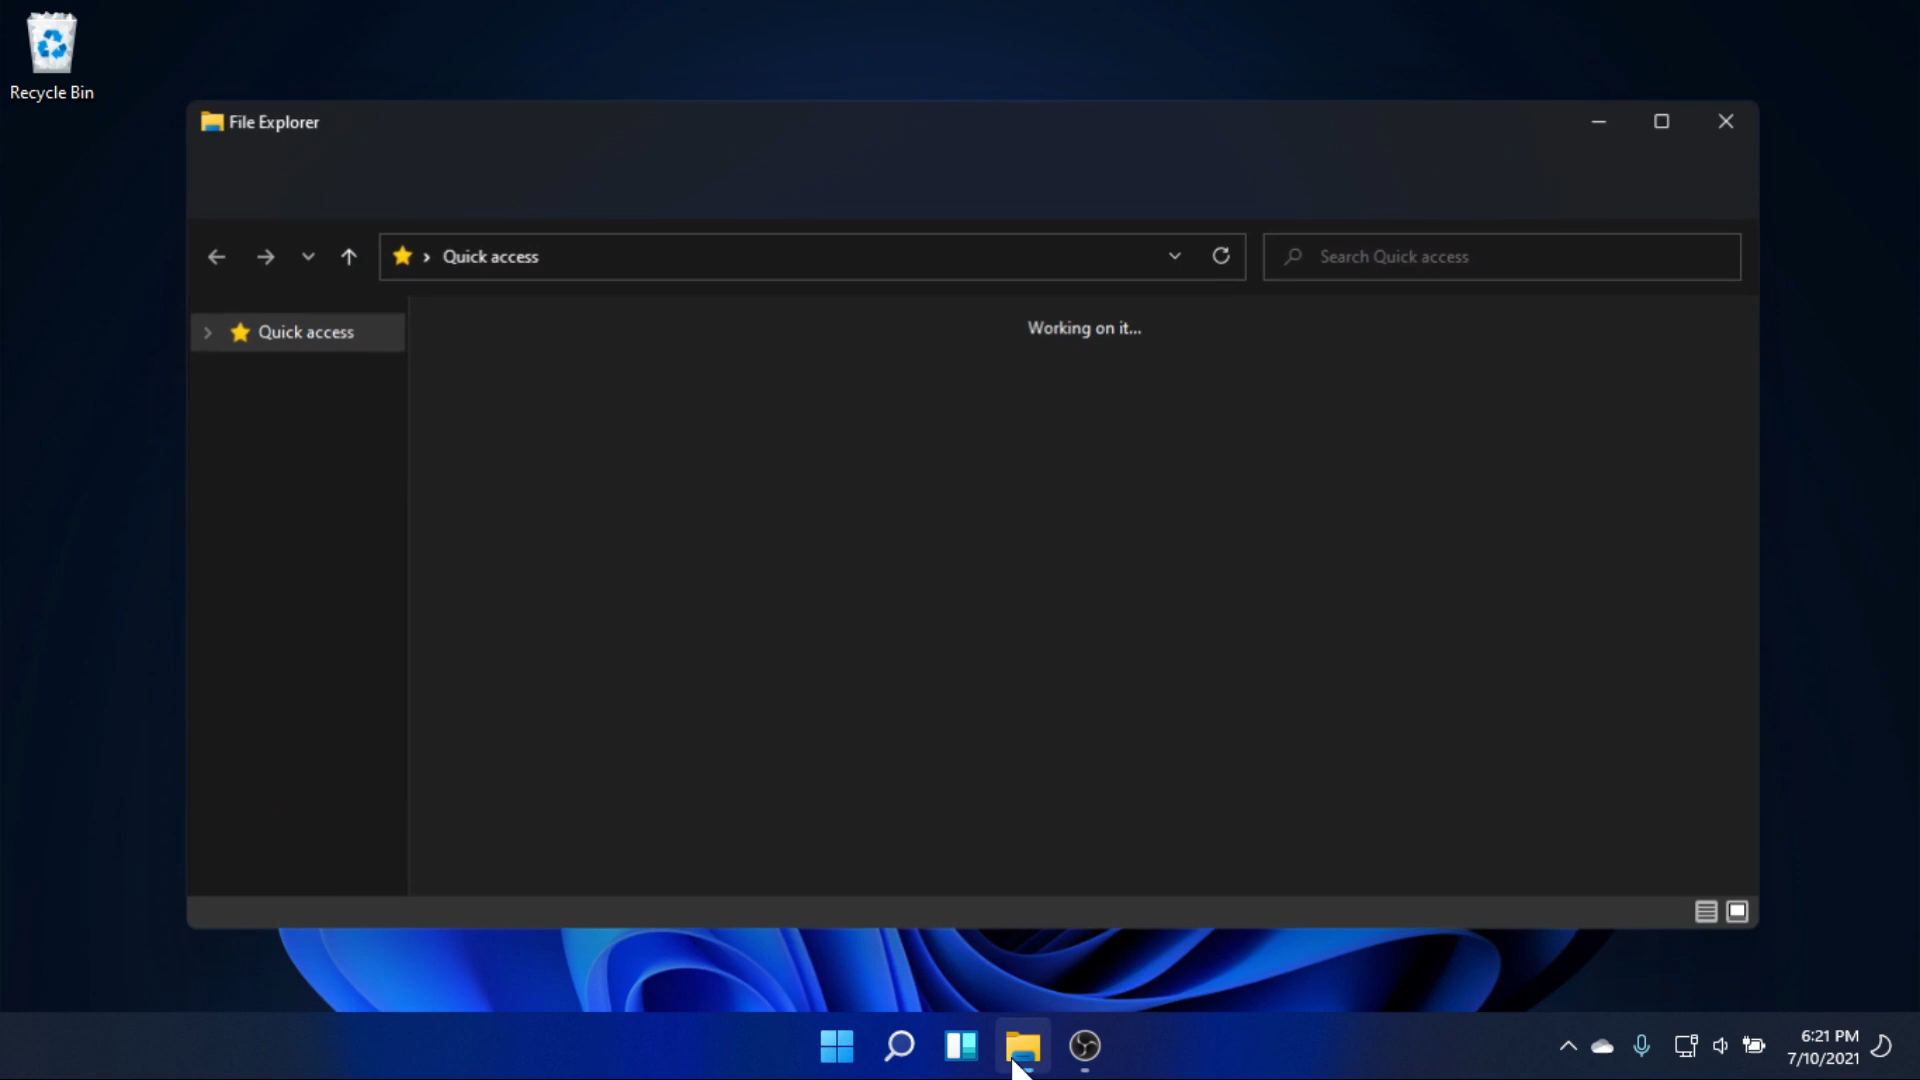 Recycle Bin
File Explorer
Quick access
Search Quick access
Quick access
Working on it...
6:21 PM
7/10/2021